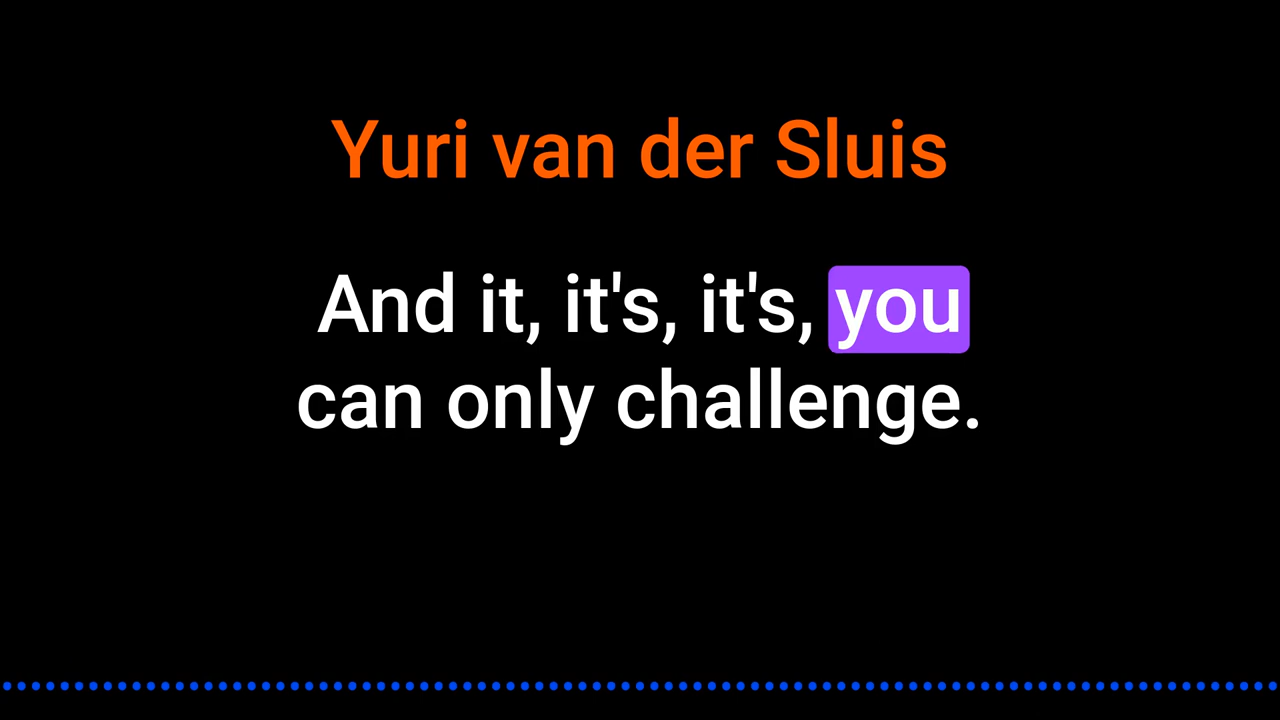 Yuri van der Sluis
And it, it's, it's, you
can only challenge.